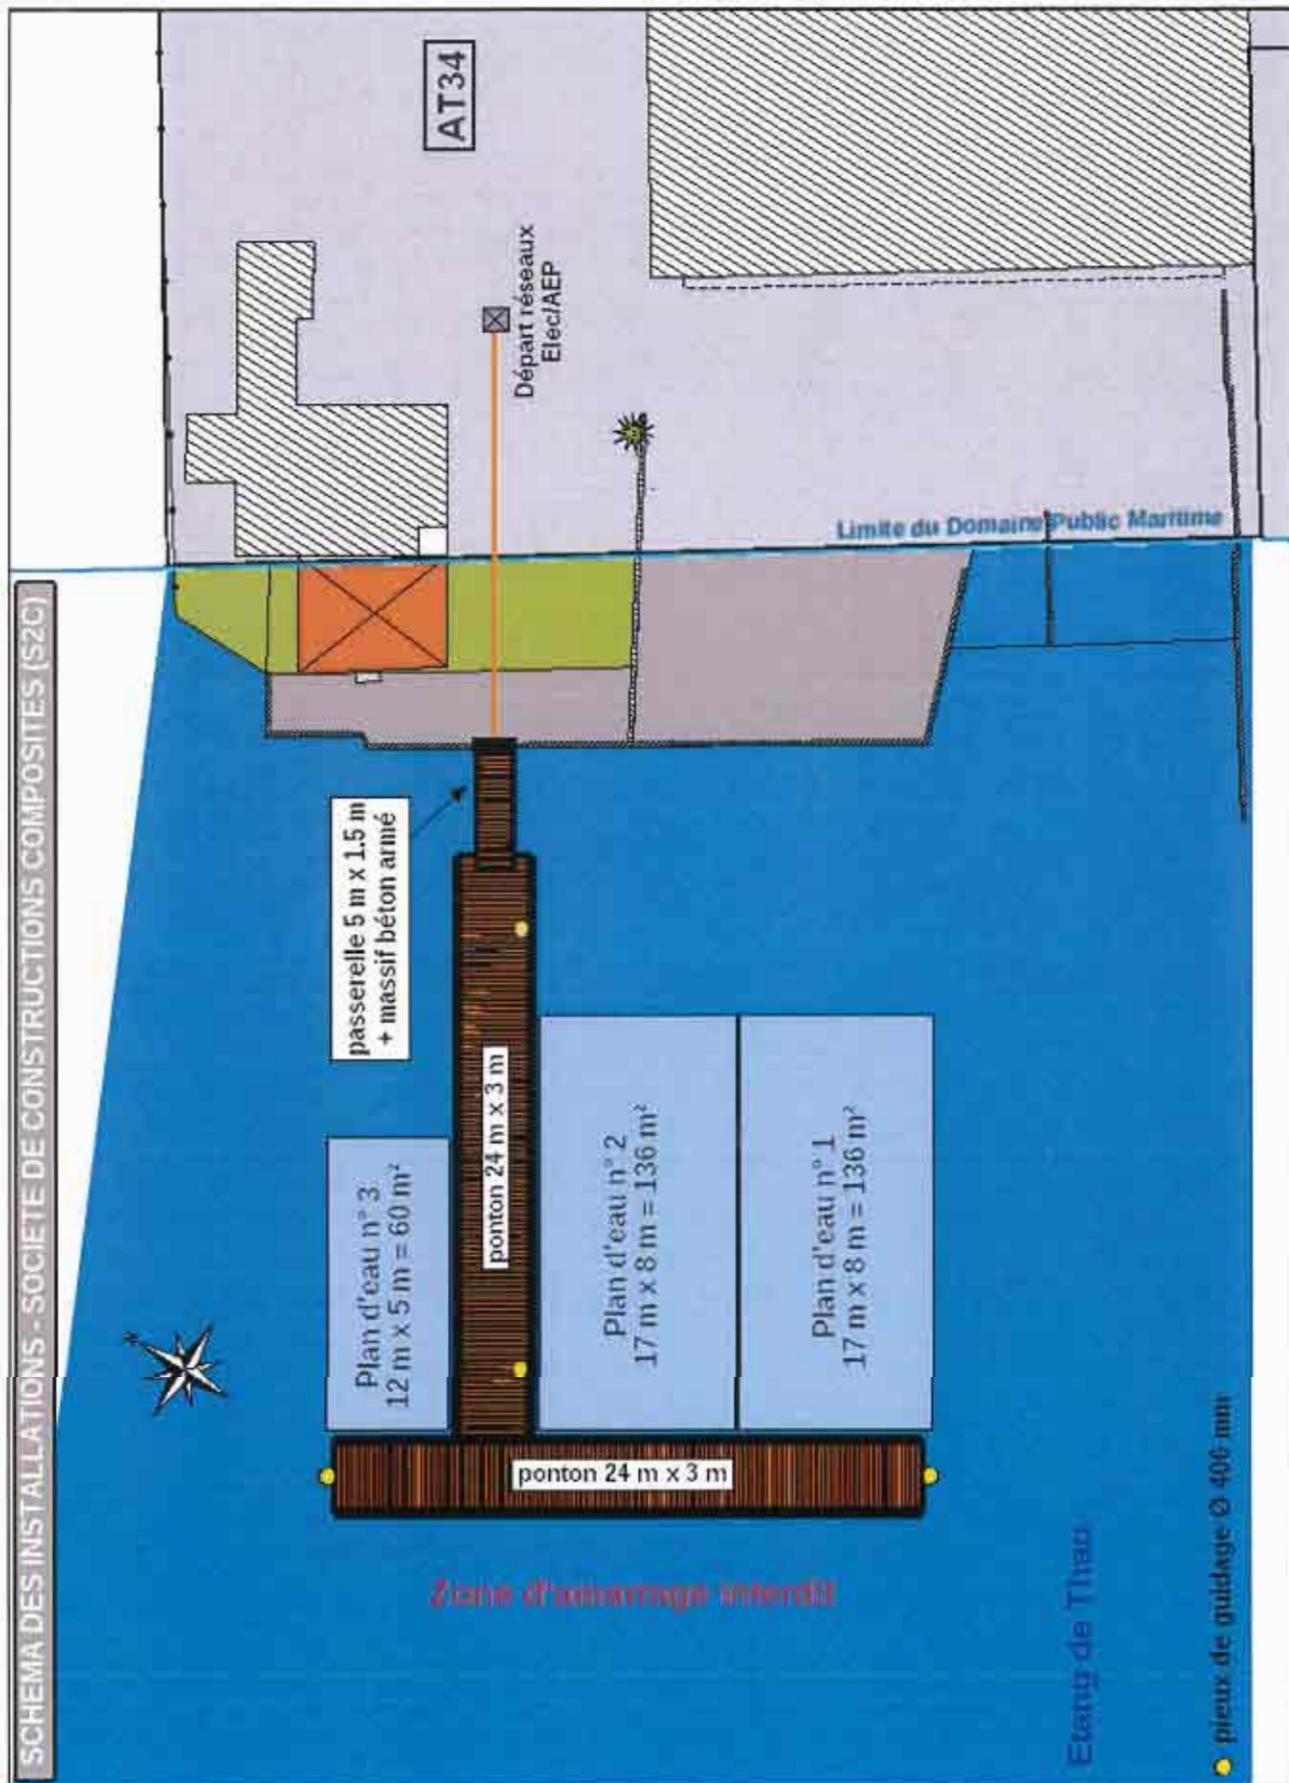 SCHEMA DES INSTALLATIONS - SOCIETE DE CONSTRUCTIONS COMPOSITES (S2C)
AT34
Départ réseaux
Elec/AEP
Limite du Domaine Public Maritime
passerelle 5 m x 1.5 m
+ massif béton armé
ponton 24 m x 3 m
Plan d'eau n° 3
12 m x 5 m = 60 m²
Plan d'eau n° 2
17 m x 8 m = 136 m²
Plan d'eau n° 1
17 m x 8 m = 136 m²
ponton 24 m x 3 m
Zone d'amarrage interdit
Etang de Thau
pieux de guidage Ø 406 mm